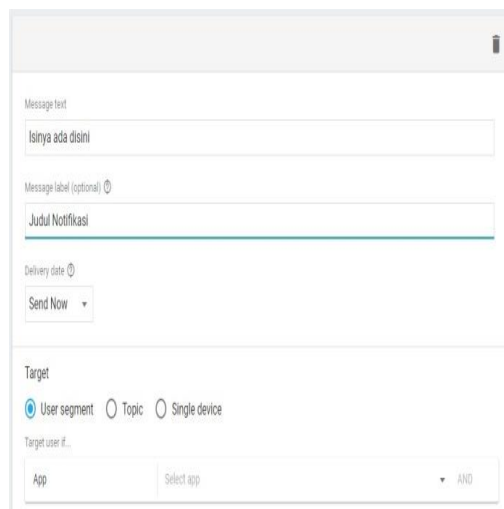 Message text
Isinya ada disini
Message label (optional)
Judul Notifikasi
Delivery date
Send Now
Target
User segment Topic Single device
Target user if...
App Select app AND